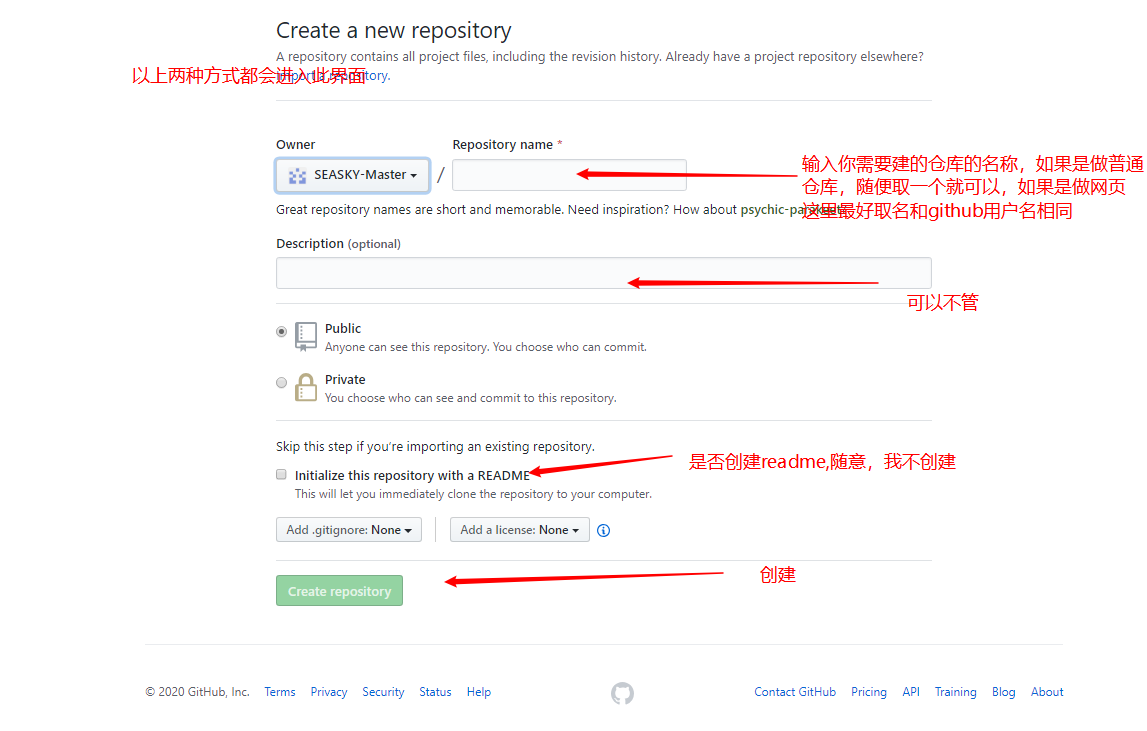 Create a new repository
A repository contains all project files, including the revision history. Already have a project repository elsewhere?
Import a repository.
以上两种方式都会进入此界面
Owner
Repository name *
SEASKY-Master
/
输入你需要建的仓库的名称，如果是做普通
仓库，随便取一个就可以，如果是做网页
这里最好取名和github用户名相同
Great repository names are short and memorable. Need inspiration? How about
Description (optional)
可以不管
Public
Anyone can see this repository. You choose who can commit.
Private
You choose who can see and commit to this repository.
Skip this step if you’re importing an existing repository.
Initialize this repository with a README
是否创建readme,随意，我不创建
This will let you immediately clone the repository to your computer.
Add .gitignore: None
Add a license: None
创建
Create repository
© 2020 GitHub, Inc. Terms Privacy Security Status Help
Contact GitHub Pricing API Training Blog About